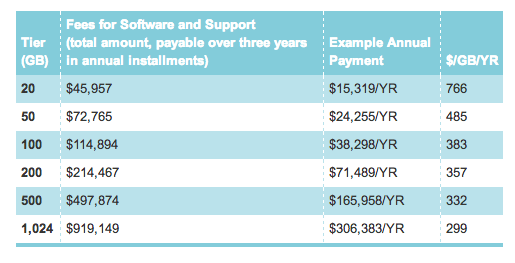 Fees for Software and Support
Tier (total amount, payable over three years Example Annual
(GB) in annual installments) Payment $/GB/YR
20 $45,957 $15,319/YR 766
50 $72,765 $24,255/YR 485
100 $114,894 $38,298/YR 383
200 $214,467 $71,489/YR 357
500 $497,874 $165,958/YR 332
1,024 $919,149 $306,383/YR 299